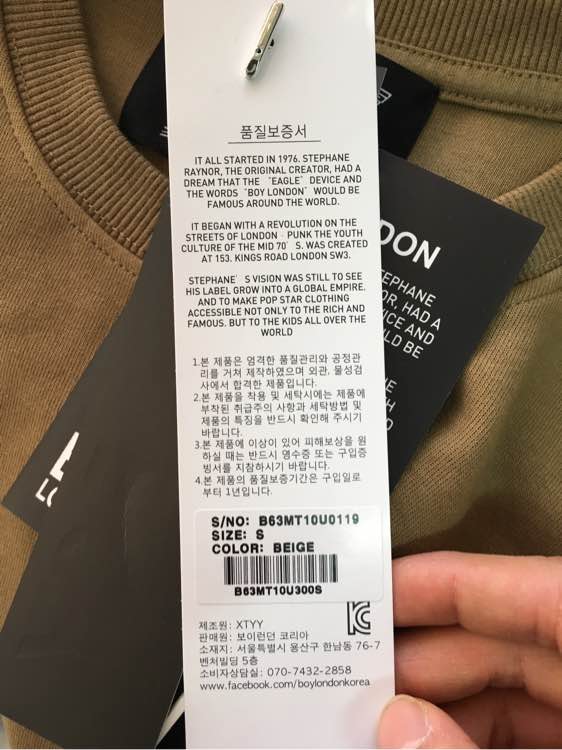 품질보증서
IT ALL STARTED IN 1976. STEPHANE
RAYNOR, THE ORIGINAL CREATOR, HAD A
DREAM THAT THE "EAGLE" DEVICE AND
THE WORDS "BOY LONDON" WOULD BE
FAMOUS AROUND THE WORLD.
IT BEGAN WITH A REVOLUTION ON THE
STREETS OF LONDON - PUNK THE YOUTH
CULTURE OF THE MID 70' S. WAS CREATED
AT 153. KINGS ROAD LONDON SW3.
STEPHANE' S VISION WAS STILL TO SEE
HIS LABEL GROW INTO A GLOBAL EMPIRE.
AND TO MAKE POP STAR CLOTHING
ACCESSIBLE NOT ONLY TO THE RICH AND
FAMOUS. BUT TO THE KIDS ALL OVER THE
WORLD
1.본 제품은 엄격한 품질관리와 공정관
리를 거쳐 제작하였으며 외관, 물성검
사에서 합격한 제품입니다.
2.본 제품을 착용 및 세탁시에는 제품에
부착된 취급주의 사항과 세탁방법 및
제품의 특징을 반드시 확인해 주시기
바랍니다.
3.본 제품에 이상이 있어 피해보상을 원
하실 때는 반드시 영수증 또는 구입증
빙서를 지참하시기 바랍니다.
4.본 제품의 품질보증기간은 구입일로
부터 1년입니다.
S/NO: B63MT10U0119
SIZE: S
COLOR: BEIGE
B63MT10U300S
제조원: XTYY
판매원: 보이런던 코리아
소재지: 서울특별시 용산구 한남동 76-7
벤처빌딩 5층
소비자상담실: 070-7432-2858
www.facebook.com/boylondonkorea
DON
STEPHANE
OR, HAD A
ICE AND
LD BE